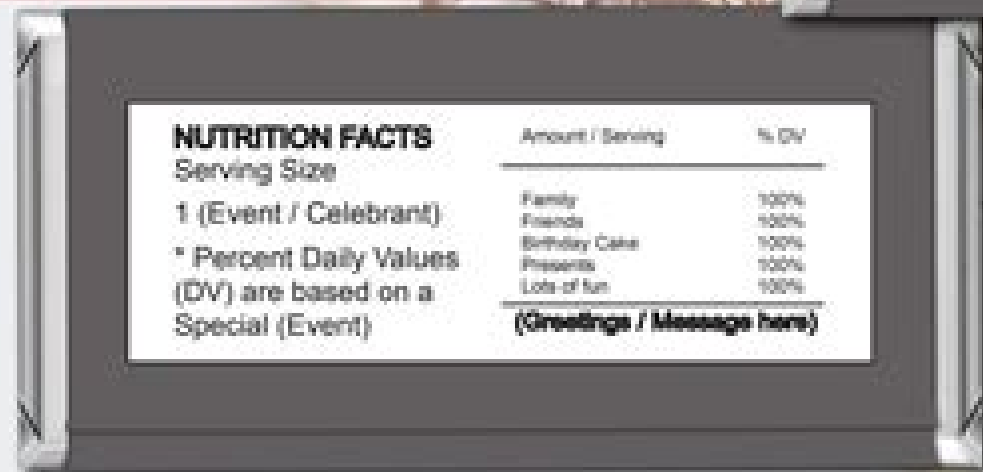 NUTRITION FACTS
Serving Size
1 (Event / Celebrant)
* Percent Daily Values
(DV) are based on a
Special (Event)
Amount / Serving % DV
Family 100%
Friends 100%
Birthday Cake 100%
Presents 100%
Lots of fun 100%
(Greetings / Message here)